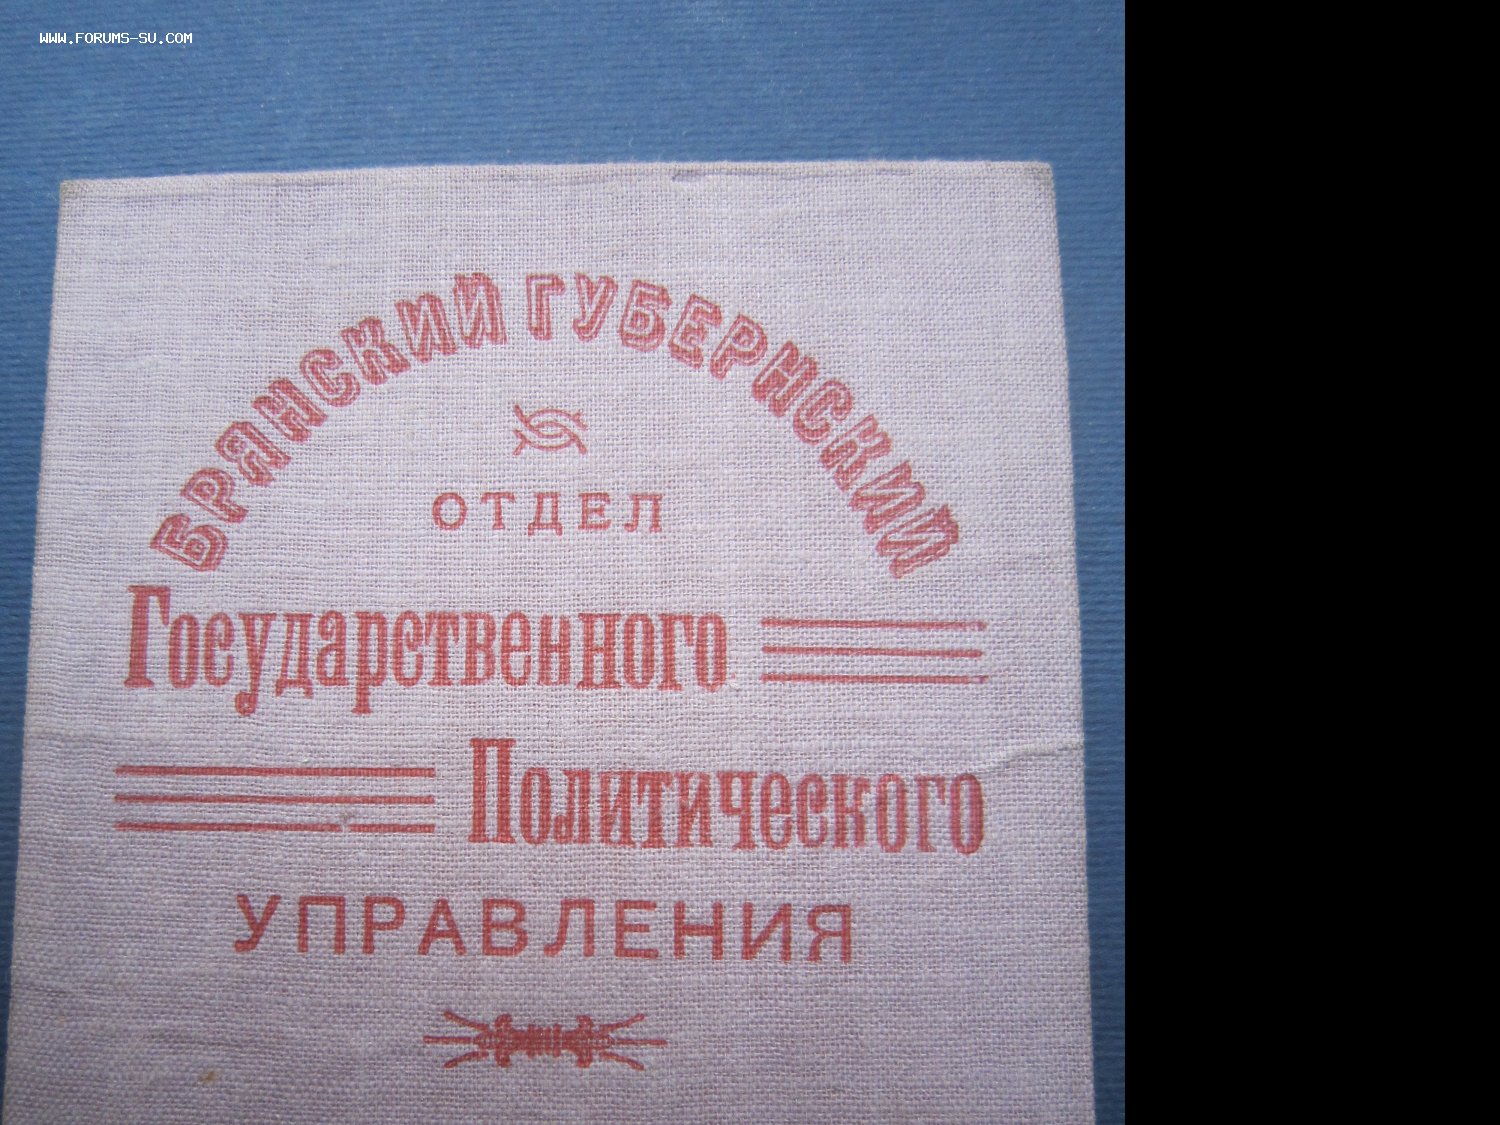 WWW.FORUMS-SU.COM
БРЯНСКИЙ ГУБЕРНСКИЙ
ОТДЕЛ
Государственного
Политического
УПРАВЛЕНИЯ